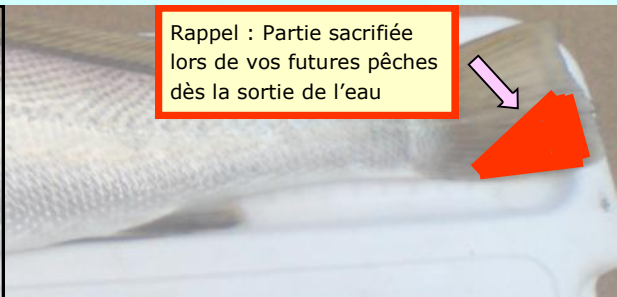 Rappel : Partie sacrifiée
lors de vos futures pêches
dès la sortie de l’eau